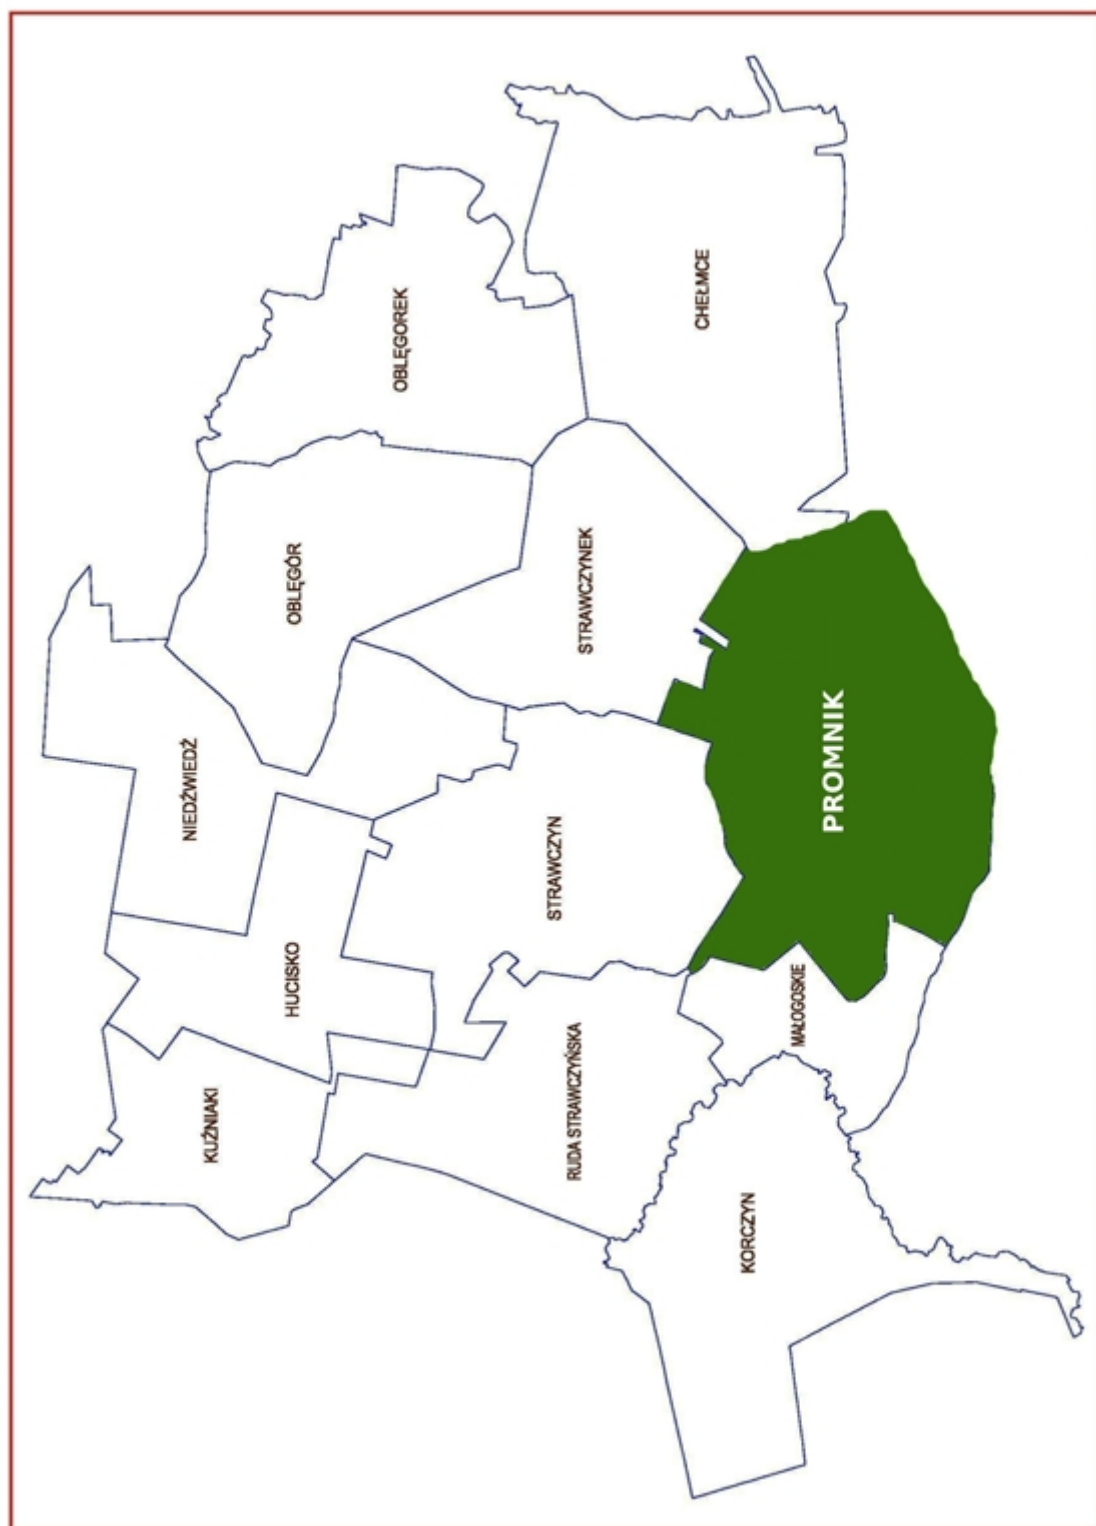 KUŹNIAKI
HUCISKO
NIEDŹWIEDŹ
OBLĘGÓR
OBLĘGOREK
RUDA STRAWCZYŃSKA
STRAWCZYN
STRAWCZYNEK
CHEŁMCE
KORCZYN
MAŁOGOSKIE
PROMNIK